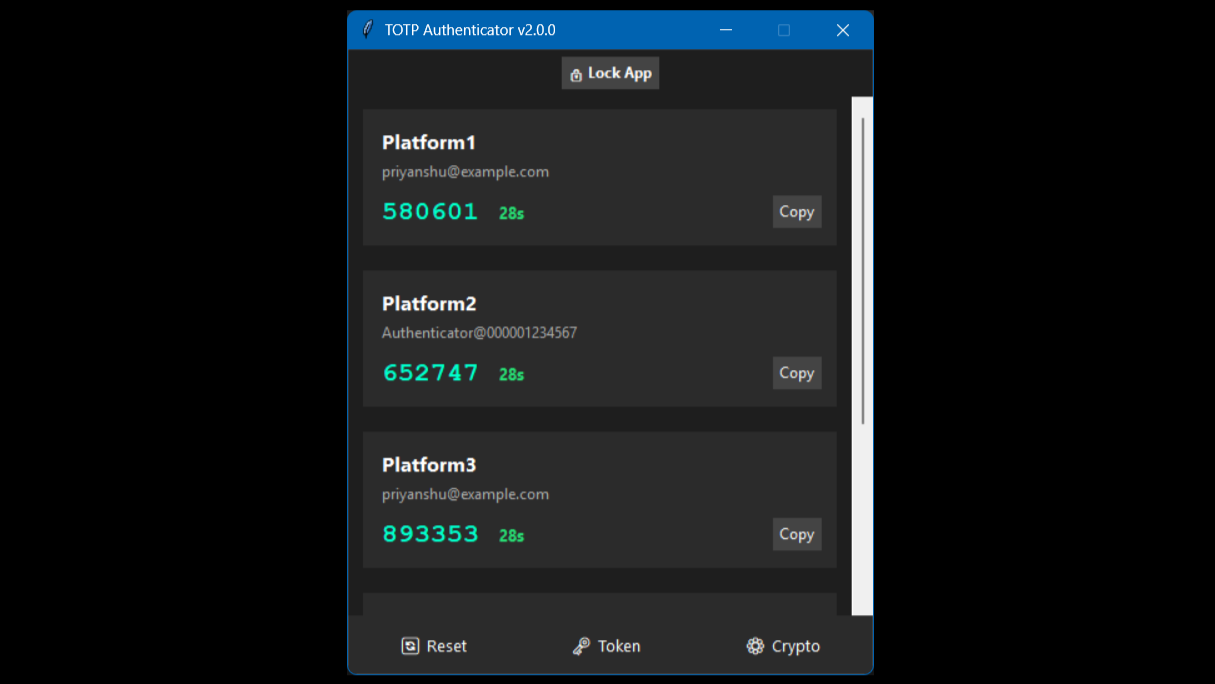 TOTP Authenticator v2.0.0
Lock App
Platform1
priyanshu@example.com
580601 28s Copy
Platform2
Authenticator@000001234567
652747 28s Copy
Platform3
priyanshu@example.com
893353 28s Copy
Reset Token Crypto